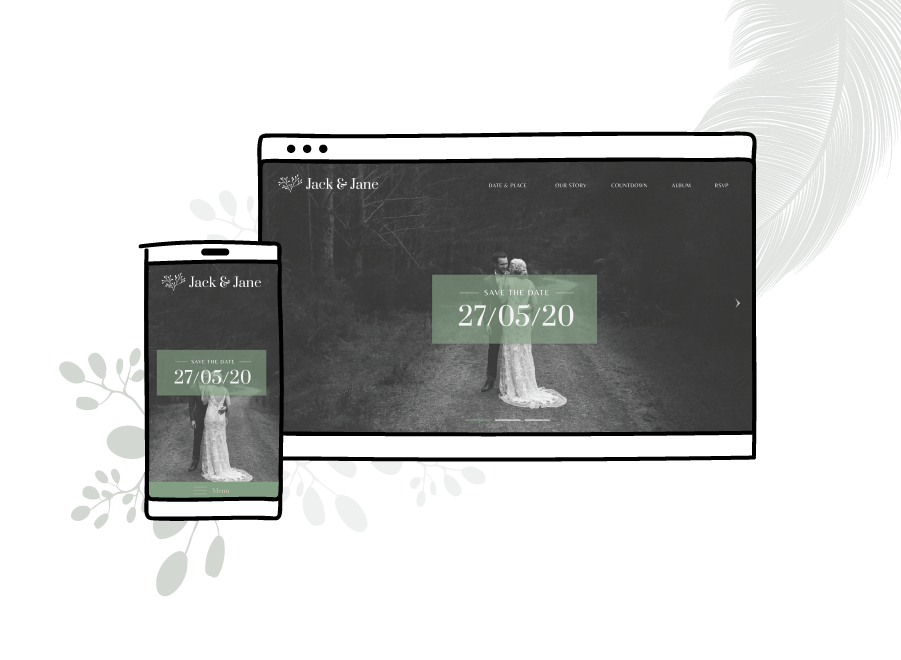 Jack & Jane
DATE & PLACE OUR STORY COUNTDOWN ALBUM RSVP
SAVE THE DATE
27/05/20
Jack & Jane
SAVE THE DATE
27/05/20
Menu